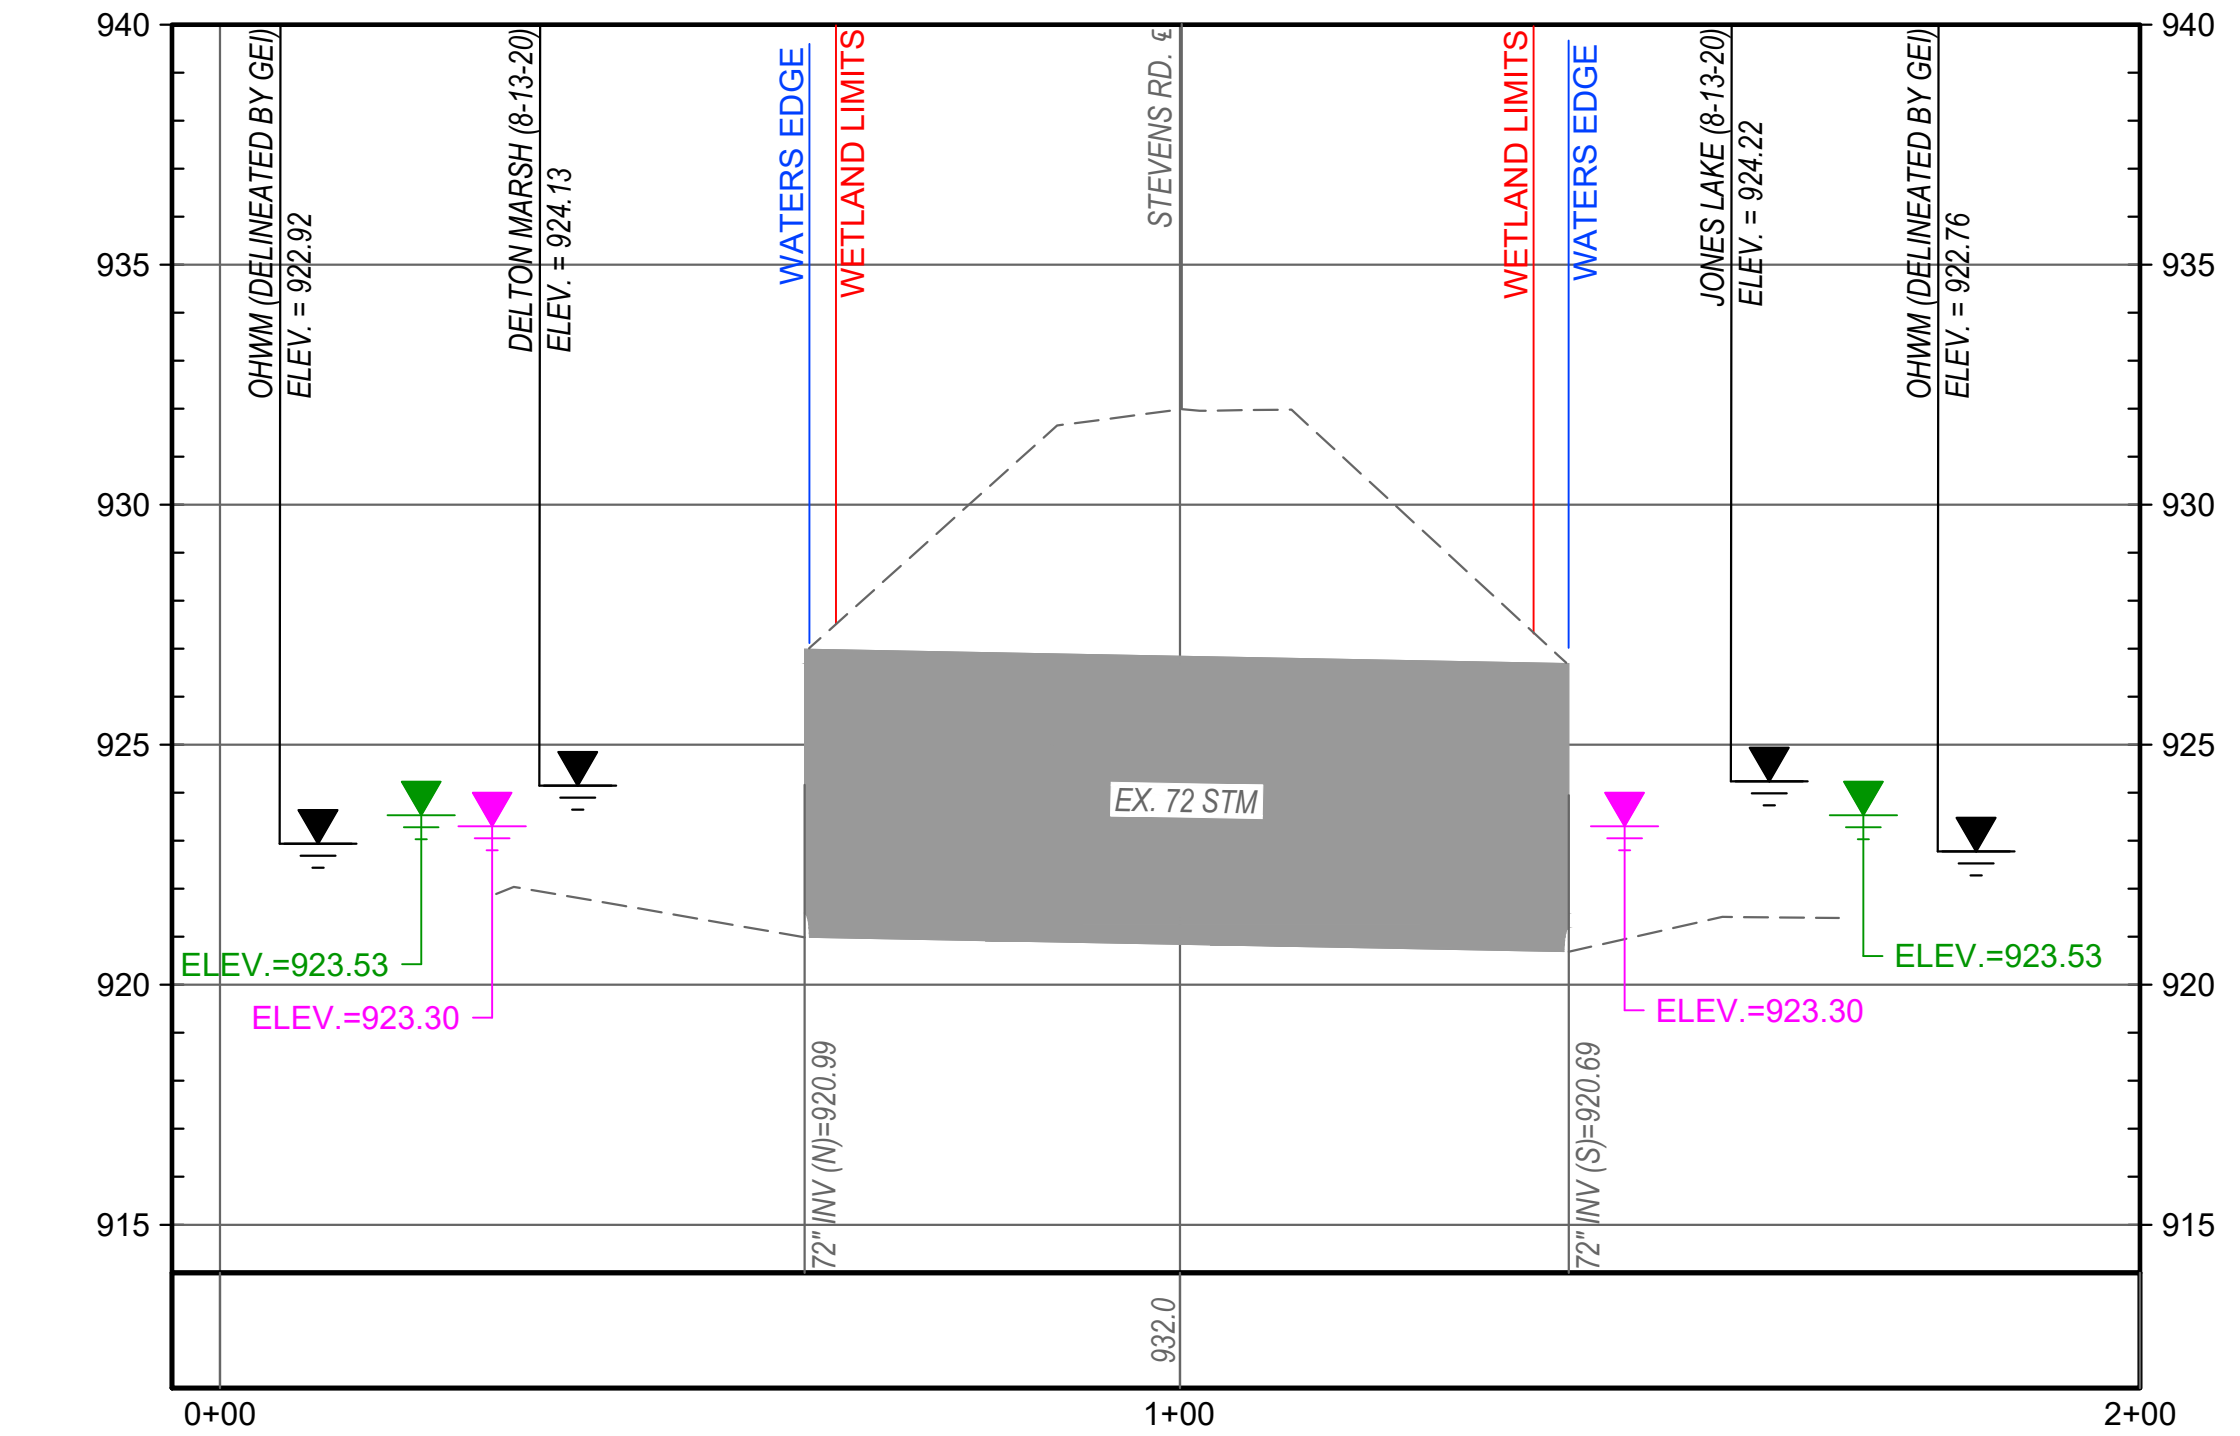 940
940
OHWM (DELINEATED BY GEI)
ELEV. = 922.92
DELTON MARSH (8-13-20)
ELEV. = 924.13
WATERS EDGE
WETLAND LIMITS
STEVENS RD. ℄
WETLAND LIMITS
WATERS EDGE
JONES LAKE (8-13-20)
ELEV. = 924.22
OHWM (DELINEATED BY GEI)
ELEV. = 922.76
935
935
930
930
925
925
EX. 72 STM
ELEV.=923.53
ELEV.=923.53
920
920
ELEV.=923.30
ELEV.=923.30
72" INV (N)=920.99
72" INV (S)=920.69
915
915
932.0
0+00
1+00
2+00